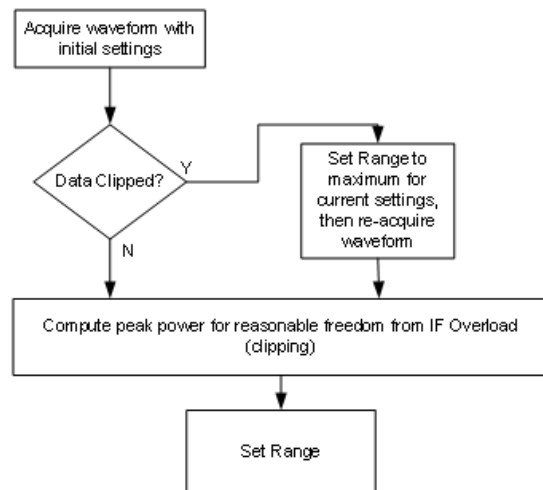 Acquire waveform with
initial settings
Data Clipped?
Y
N
Set Range to
maximum for
current settings,
then re-acquire
waveform
Compute peak power for reasonable freedom from IF Overload
(clipping)
Set Range